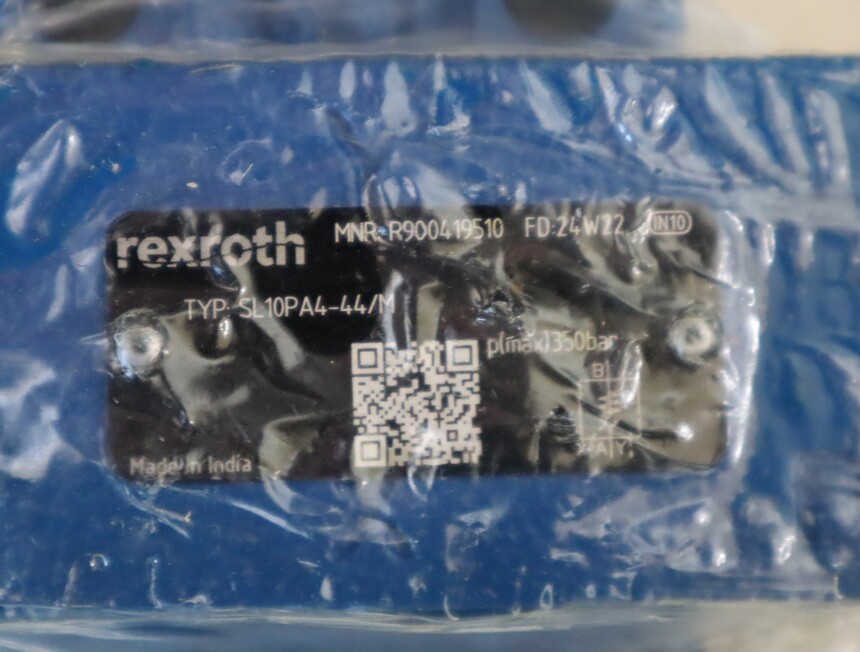 rexroth
MNR: R900419510 FD: 24W22 IN10
TYP: SL10PA4-44/M
p(max)350bar
B
A Y
Made in India